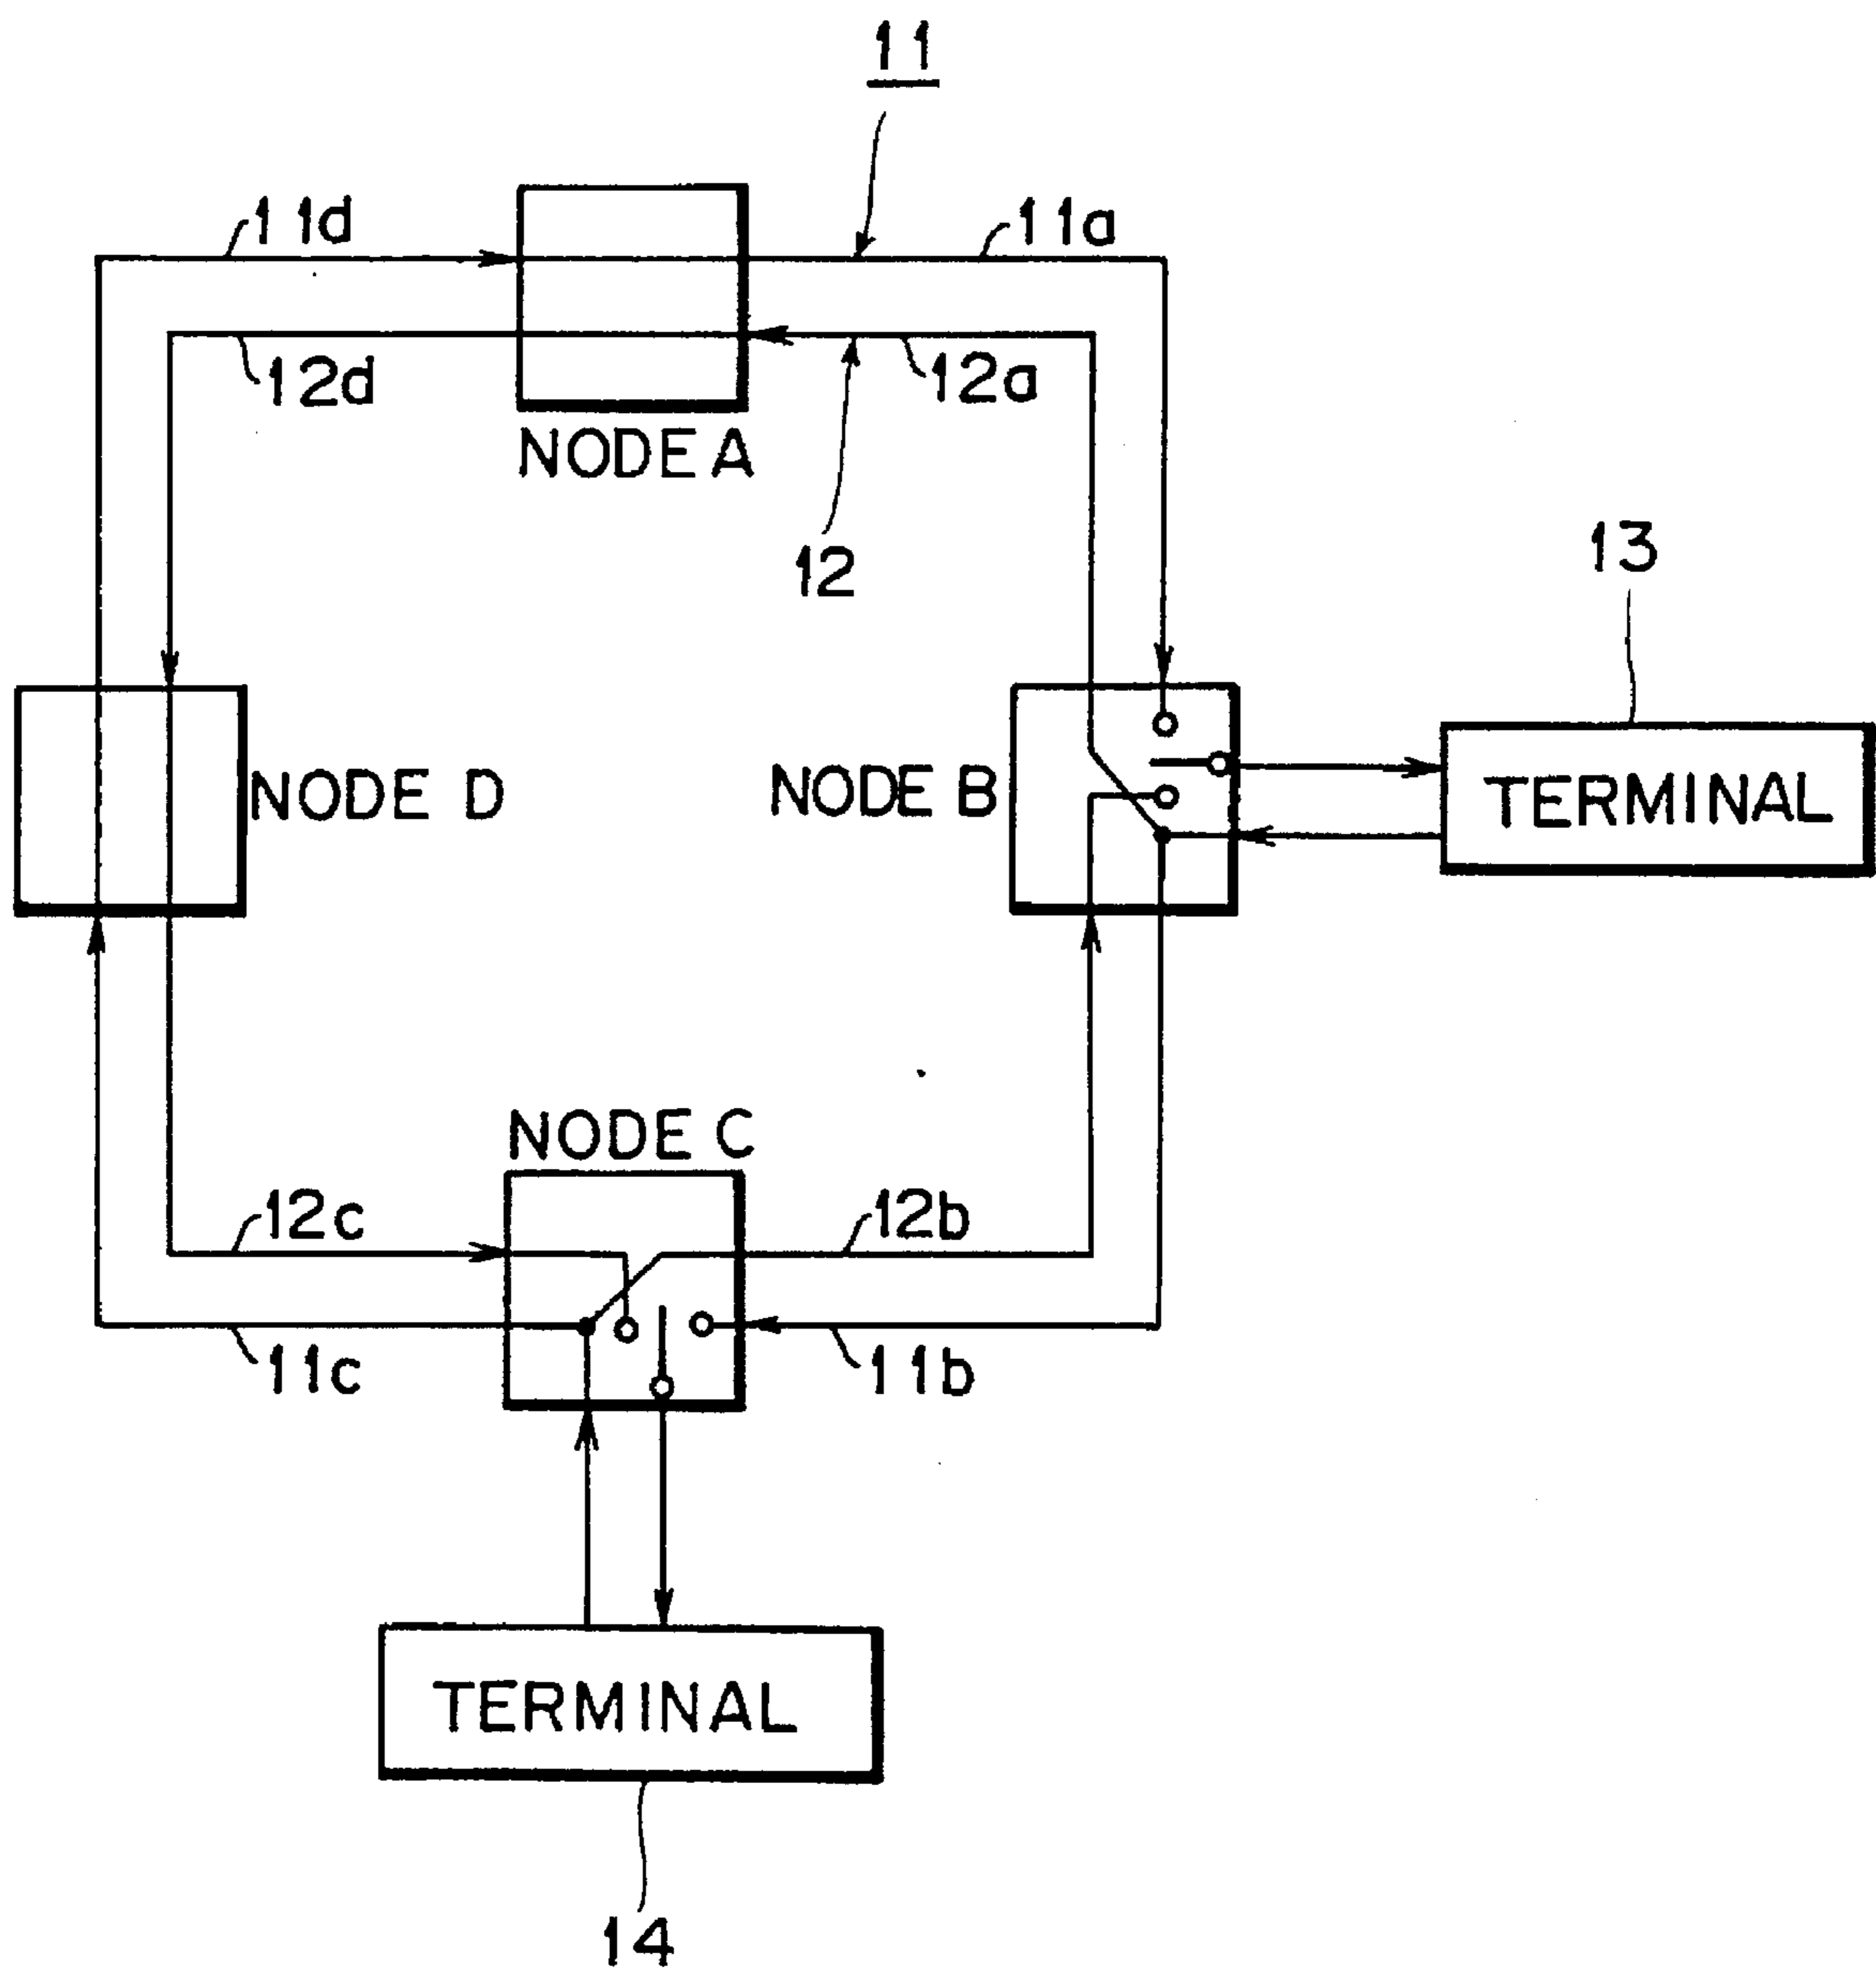 11
11d
11a
12d
12a
NODE A
12
13
NODE D
NODE B
TERMINAL
NODE C
12c
12b
11c
11b
TERMINAL
14